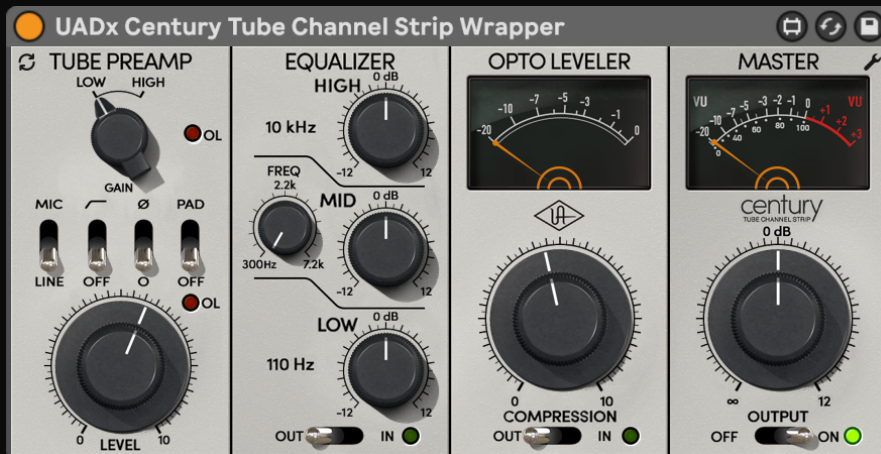 UADx Century Tube Channel Strip Wrapper
TUBE PREAMP
LOW HIGH
OL
GAIN
MIC Ø PAD
LINE OFF O OFF
OL
0 10
LEVEL
EQUALIZER
0 dB
HIGH
10 kHz
-12 12
FREQ
2.2k
300Hz 7.2k
0 dB
MID
-12 12
0 dB
LOW
110 Hz
-12 12
OUT IN
OPTO LEVELER
-20 -10 -7 -5 -3 -1 0
UA
0 10
COMPRESSION
OUT IN
MASTER
VU VU
-20 -10 -7 -5 -3 -2 -1 0 +1 +2 +3
0 40 60 80 100
century
TUBE CHANNEL STRIP
0 dB
∞ 12
OUTPUT
OFF ON